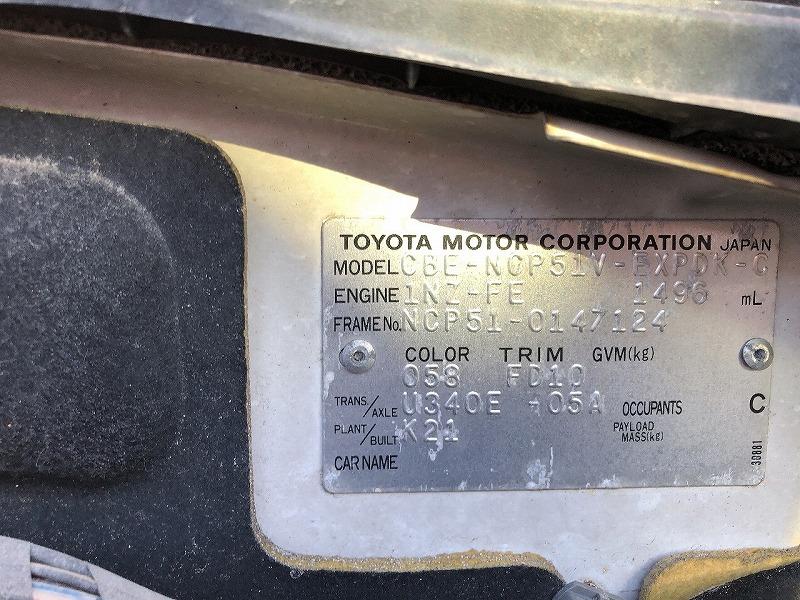 TOYOTA MOTOR CORPORATION JAPAN
MODEL CBE-NCP51V-EXPDK-C
ENGINE 1NZ-FE 1496 mL
FRAME No. NCP51-0147124
COLOR TRIM GVM(kg)
058 FD10
TRANS./AXLE U340E -05A OCCUPANTS C
PLANT/BUILT K21 PAYLOAD MASS(kg)
CAR NAME
30881